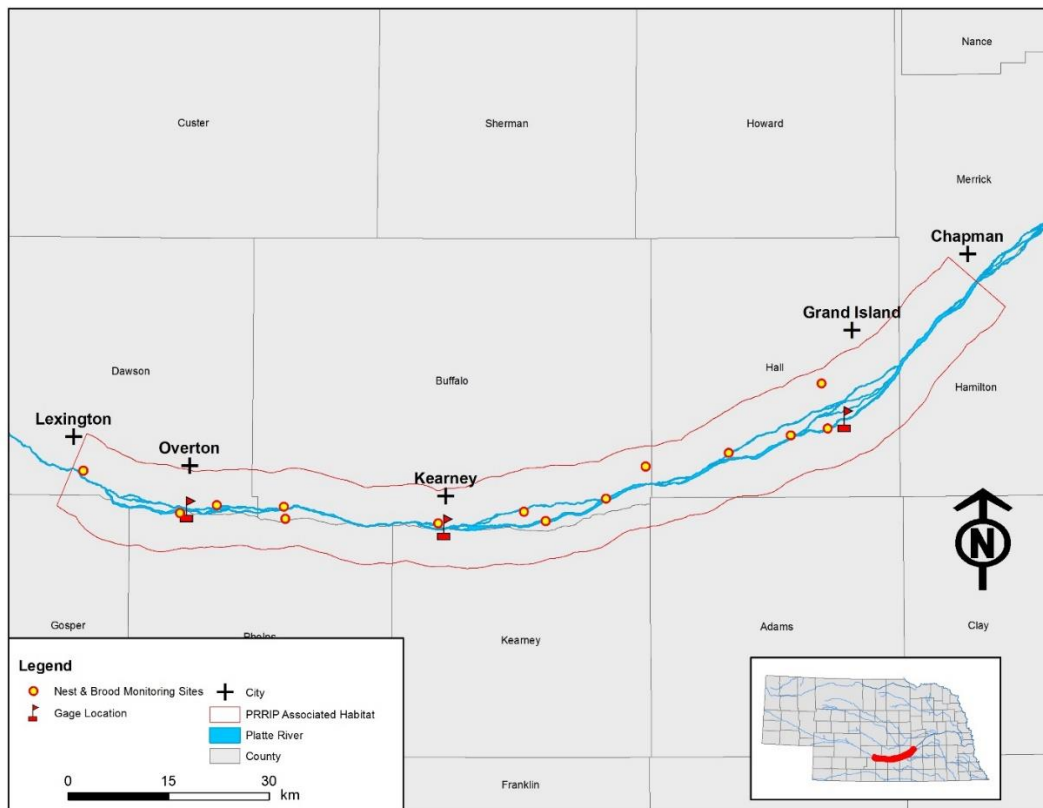 Nance
Custer
Sherman
Howard
Merrick
Chapman
Grand Island
Dawson
Buffalo
Hall
Hamilton
Lexington
Overton
Kearney
Gosper
Phelps
Kearney
Adams
Clay
Franklin
N
Legend
Nest & Brood Monitoring Sites
Gage Location
City
PRRIP Associated Habitat
Platte River
County
0 15 30
km